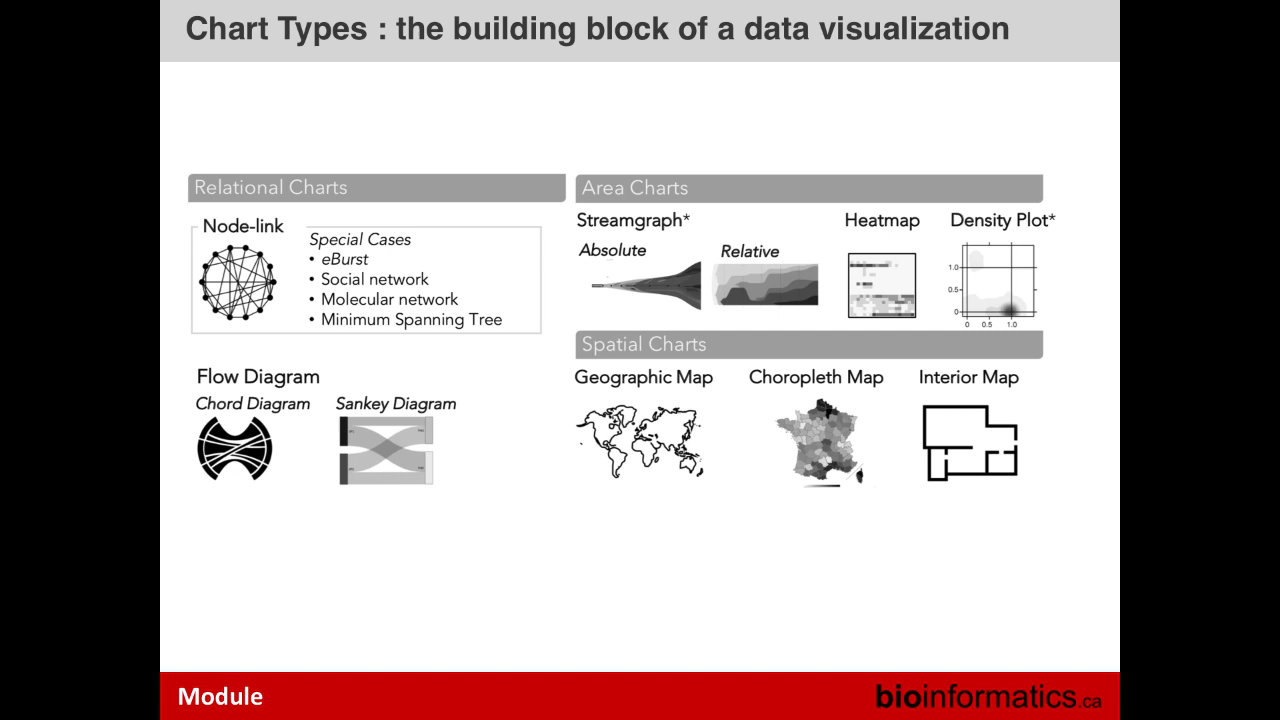 Chart Types : the building block of a data visualization
Relational Charts
Node-link
Special Cases
• eBurst
• Social network
• Molecular network
• Minimum Spanning Tree
Flow Diagram
Chord Diagram
Sankey Diagram
Area Charts
Streamgraph*
Absolute
Relative
Heatmap
Density Plot*
1.0
0.5
0
0 0.5 1.0
Spatial Charts
Geographic Map
Choropleth Map
Interior Map
Module
bioinformatics.ca